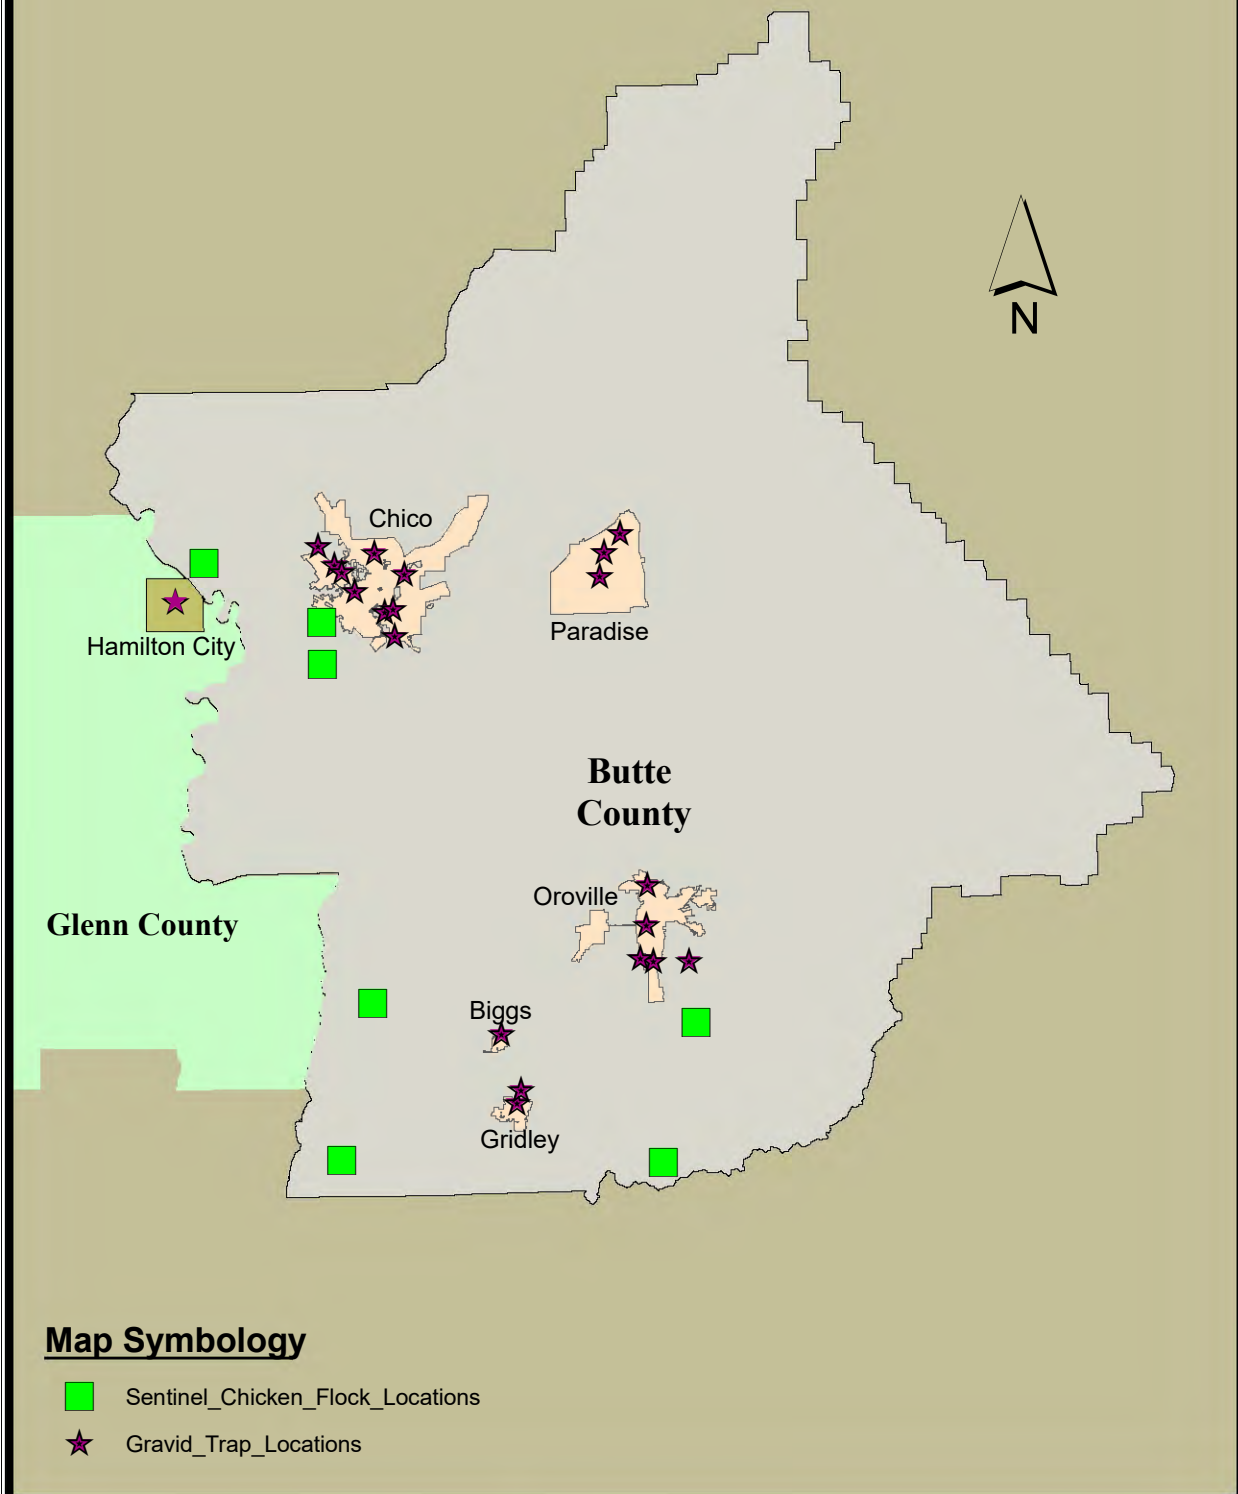 N
Chico
Paradise
Hamilton City
Butte
County
Oroville
Glenn County
Biggs
Gridley
Map Symbology
Sentinel_Chicken_Flock_Locations
Gravid_Trap_Locations